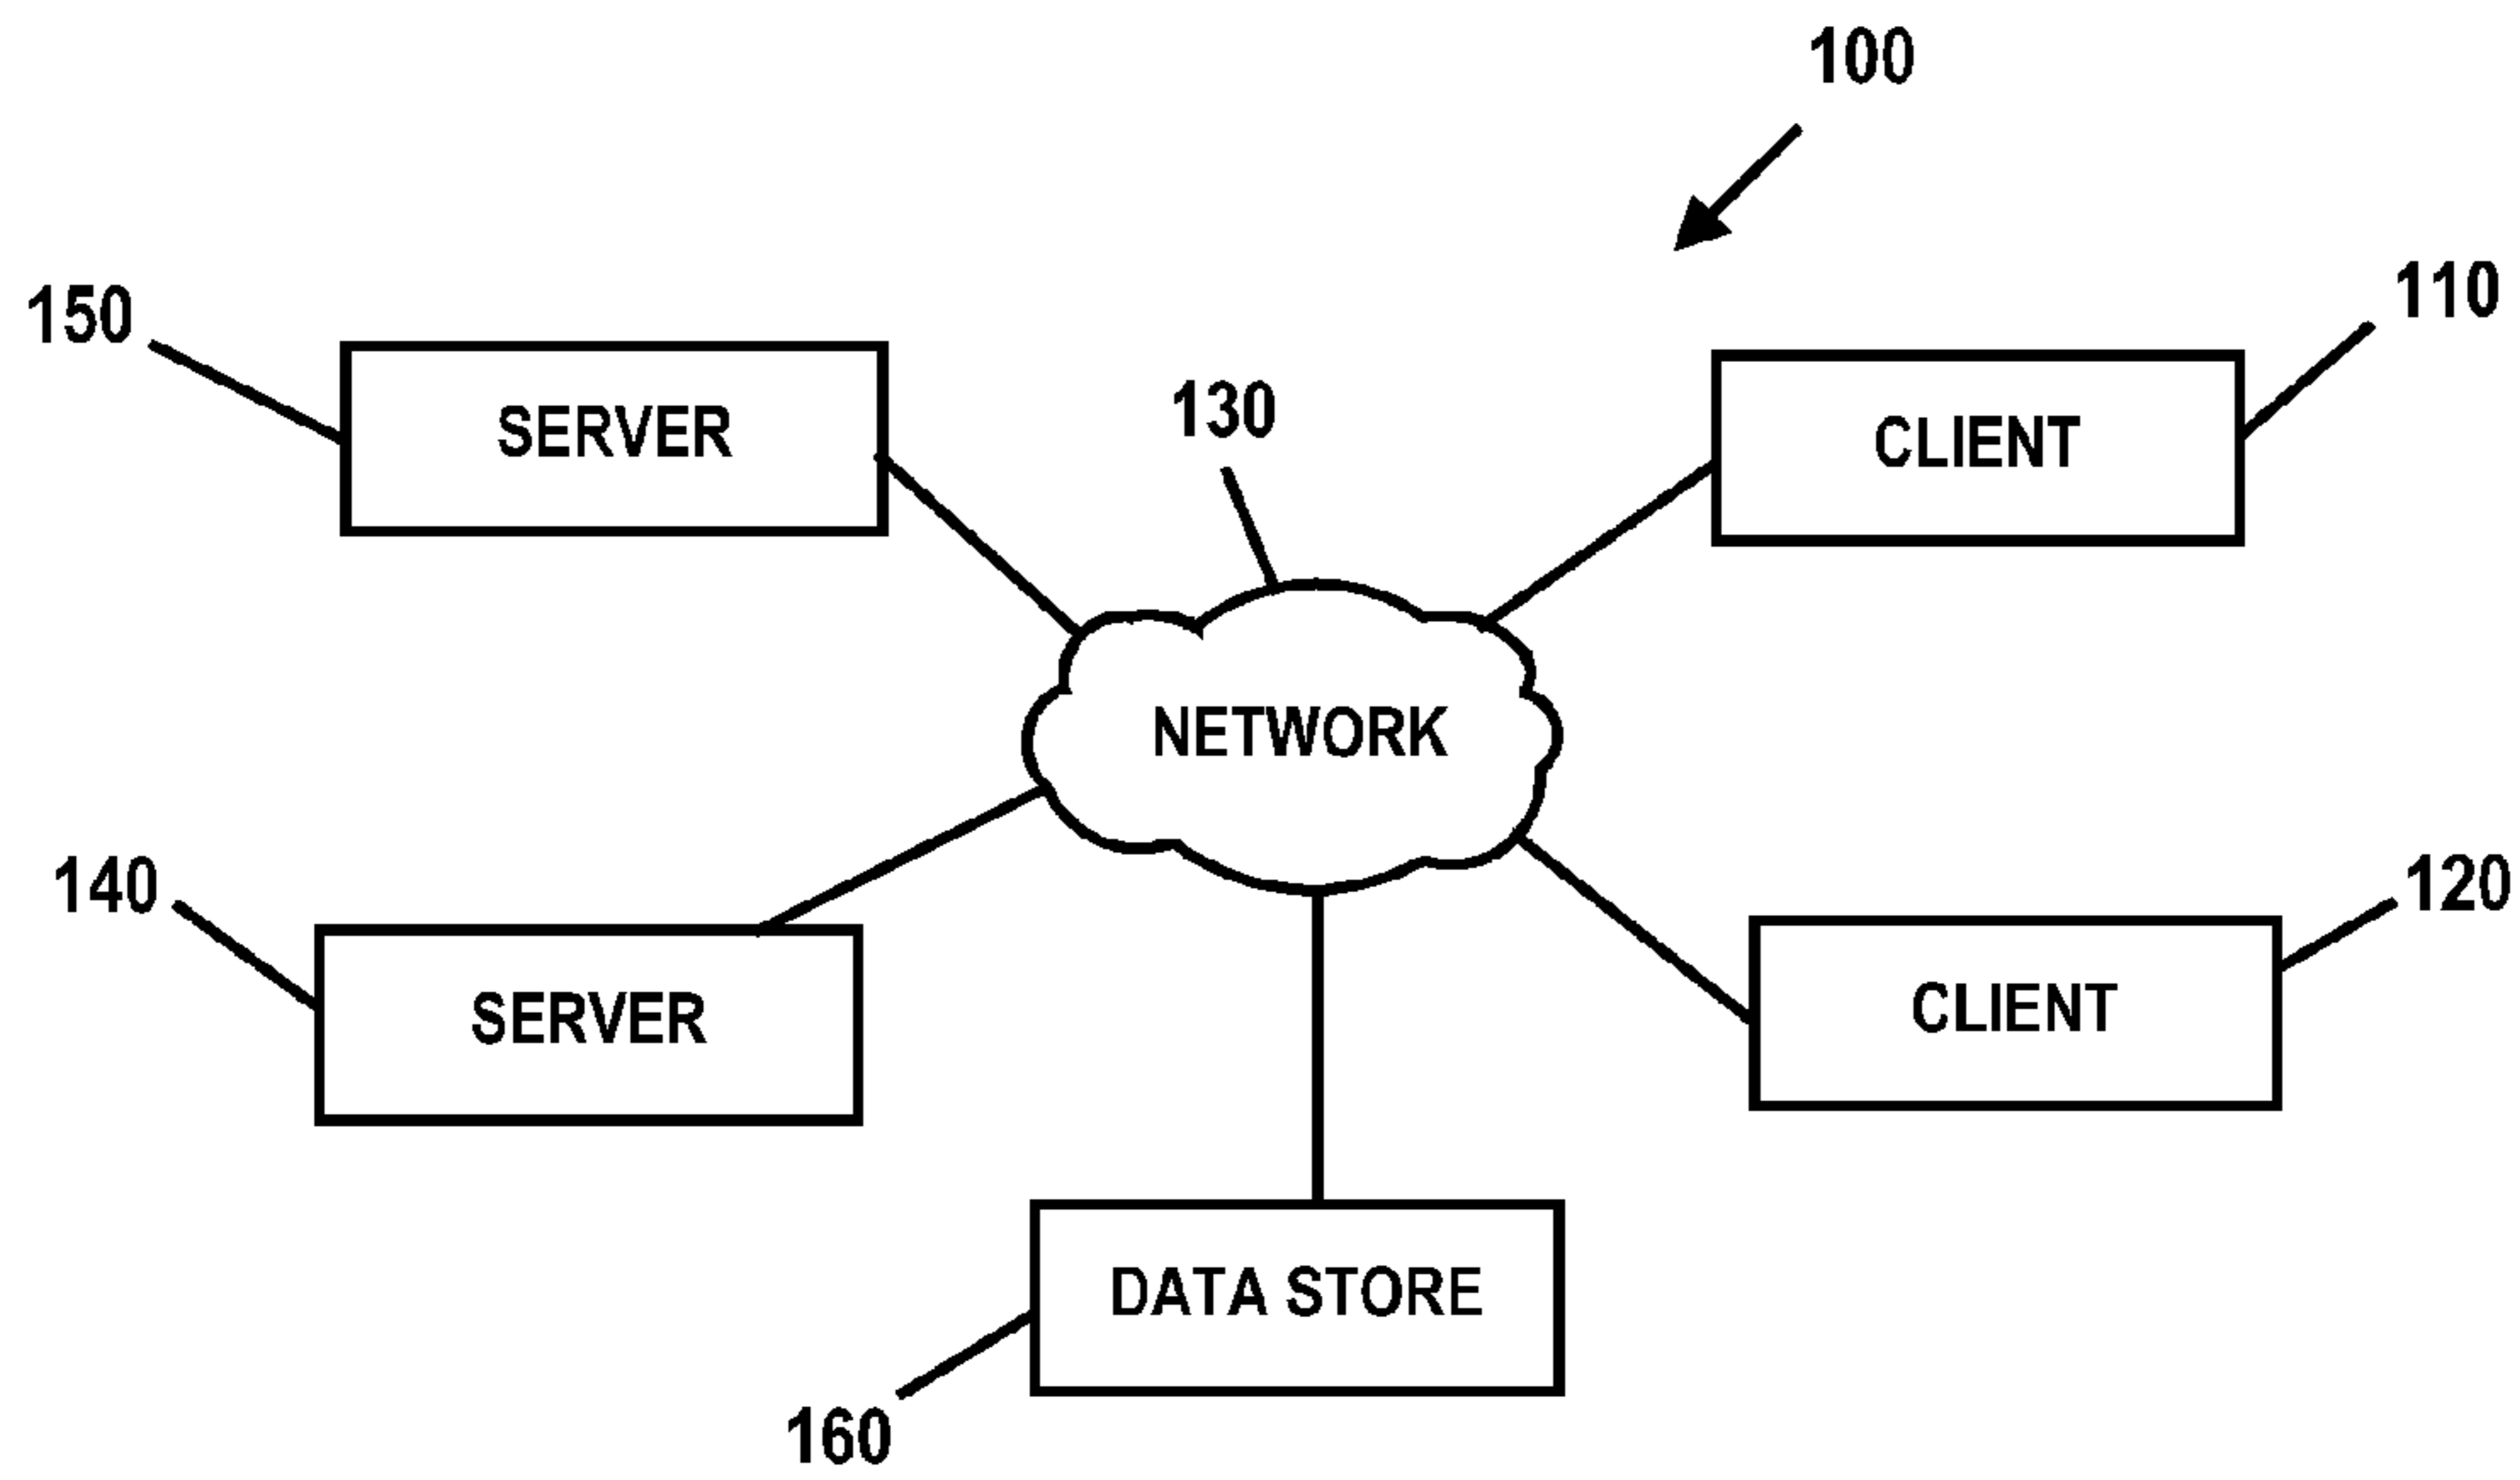 100
110
150
130
SERVER
CLIENT
NETWORK
140
120
SERVER
CLIENT
DATA STORE
160